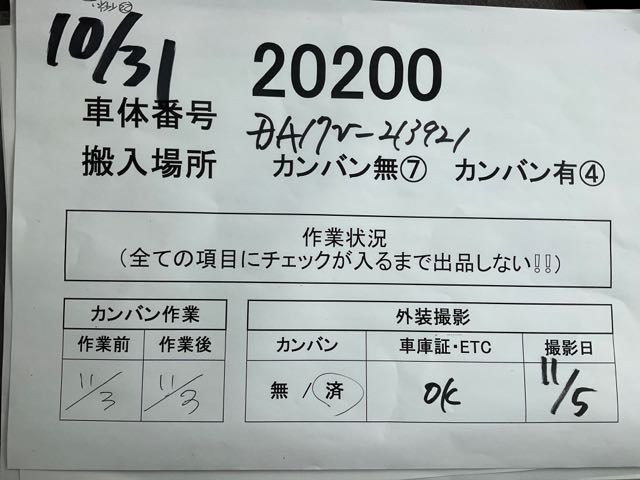 10/31
20200
車体番号 DA17V-43921
搬入場所 カンバン無⑦ カンバン有④
作業状況
(全ての項目にチェックが入るまで出品しない!!)
カンバン作業 外装撮影
作業前 作業後 カンバン 車庫証・ETC 撮影日
11/3 11/3 無 / 済 OK 11/5